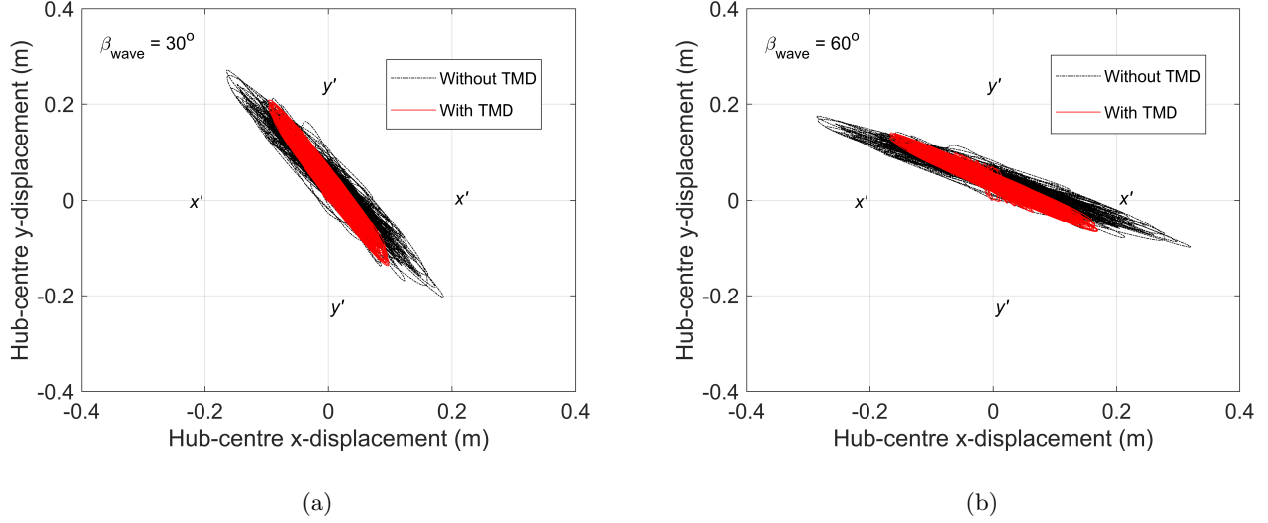 0.4
β_wave = 30°
y'
Without TMD
With TMD
0.2
Hub-centre y-displacement (m)
x'
0
x'
-0.2
y'
-0.4
-0.4 -0.2 0 0.2 0.4
Hub-centre x-displacement (m)
(a)
0.4
β_wave = 60°
y'
Without TMD
With TMD
0.2
Hub-centre y-displacement (m)
x'
0
x'
-0.2
y'
-0.4
-0.4 -0.2 0 0.2 0.4
Hub-centre x-displacement (m)
(b)